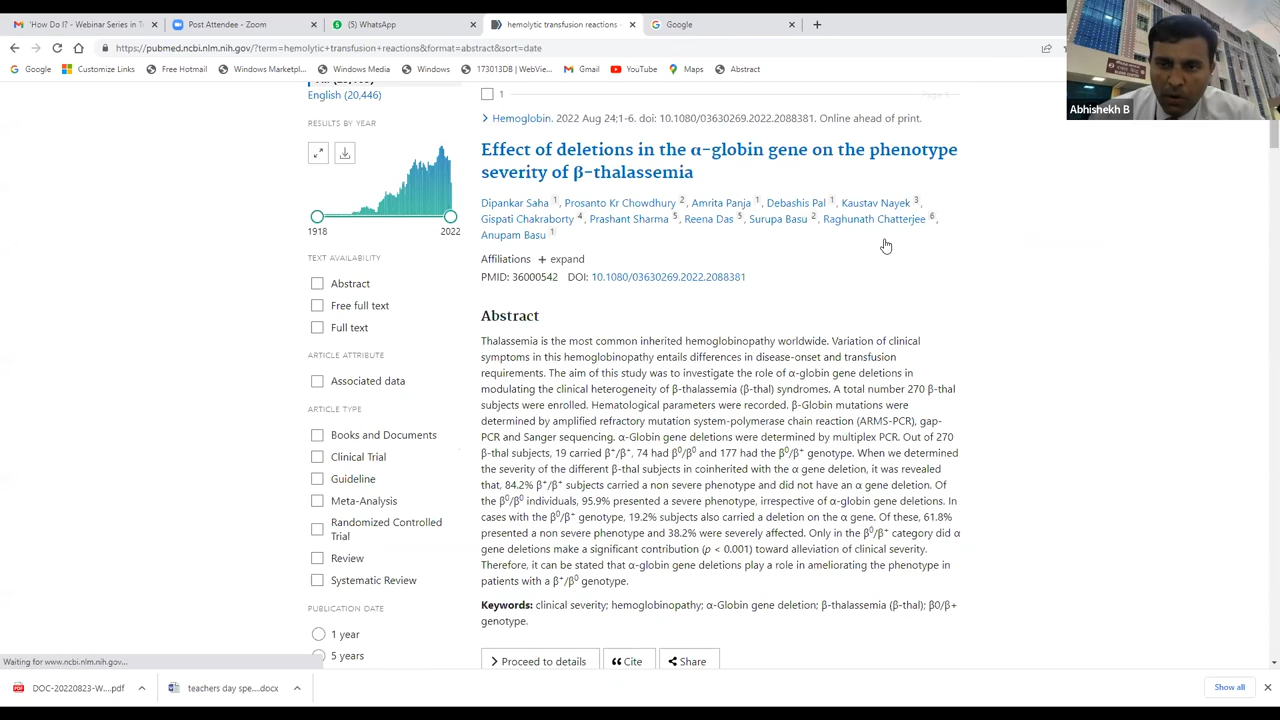 'How Do I?' - Webinar Series in T
Post Attendee - Zoom
(5) WhatsApp
hemolytic transfusion reactions -
Google
https://pubmed.ncbi.nlm.nih.gov/?term=hemolytic+transfusion+reactions&format=abstract&sort=date
Google
Customize Links
Free Hotmail
Windows Marketpl...
Windows Media
Windows
173013DB | WebVie...
Gmail
YouTube
Maps
Abstract
Abhishekh B
English (20,446)
RESULTS BY YEAR
1918
2022
TEXT AVAILABILITY
Abstract
Free full text
Full text
ARTICLE ATTRIBUTE
Associated data
ARTICLE TYPE
Books and Documents
Clinical Trial
Guideline
Meta-Analysis
Randomized Controlled
Trial
Review
Systematic Review
PUBLICATION DATE
1 year
5 years
1
Page 1
Hemoglobin. 2022 Aug 24;1-6. doi: 10.1080/03630269.2022.2088381. Online ahead of print.
Effect of deletions in the α-globin gene on the phenotype
severity of β-thalassemia
Dipankar Saha 1, Prosanto Kr Chowdhury 2, Amrita Panja 1, Debashis Pal 1, Kaustav Nayek 3,
Gispati Chakraborty 4, Prashant Sharma 5, Reena Das 5, Surupa Basu 2, Raghunath Chatterjee 6,
Anupam Basu 1
Affiliations + expand
PMID: 36000542 DOI: 10.1080/03630269.2022.2088381
Abstract
Thalassemia is the most common inherited hemoglobinopathy worldwide. Variation of clinical
symptoms in this hemoglobinopathy entails differences in disease-onset and transfusion
requirements. The aim of this study was to investigate the role of α-globin gene deletions in
modulating the clinical heterogeneity of β-thalassemia (β-thal) syndromes. A total number 270 β-thal
subjects were enrolled. Hematological parameters were recorded. β-Globin mutations were
determined by amplified refractory mutation system-polymerase chain reaction (ARMS-PCR), gap-
PCR and Sanger sequencing. α-Globin gene deletions were determined by multiplex PCR. Out of 270
β-thal subjects, 19 carried β+/β+, 74 had β0/β0 and 177 had the β0/β+ genotype. When we determined
the severity of the different β-thal subjects in coinherited with the α gene deletion, it was revealed
that, 84.2% β+/β+ subjects carried a non severe phenotype and did not have an α gene deletion. Of
the β0/β0 individuals, 95.9% presented a severe phenotype, irrespective of α-globin gene deletions. In
cases with the β0/β+ genotype, 19.2% subjects also carried a deletion on the α gene. Of these, 61.8%
presented a non severe phenotype and 38.2% were severely affected. Only in the β0/β+ category did α
gene deletions make a significant contribution (p < 0.001) toward alleviation of clinical severity.
Therefore, it can be stated that α-globin gene deletions play a role in ameliorating the phenotype in
patients with a β+/β0 genotype.
Keywords: clinical severity; hemoglobinopathy; α-Globin gene deletion; β-thalassemia (β-thal); β0/β+
genotype.
Proceed to details
Cite
Share
Waiting for www.ncbi.nlm.nih.gov...
DOC-20220823-W....pdf
teachers day spe....docx
Show all